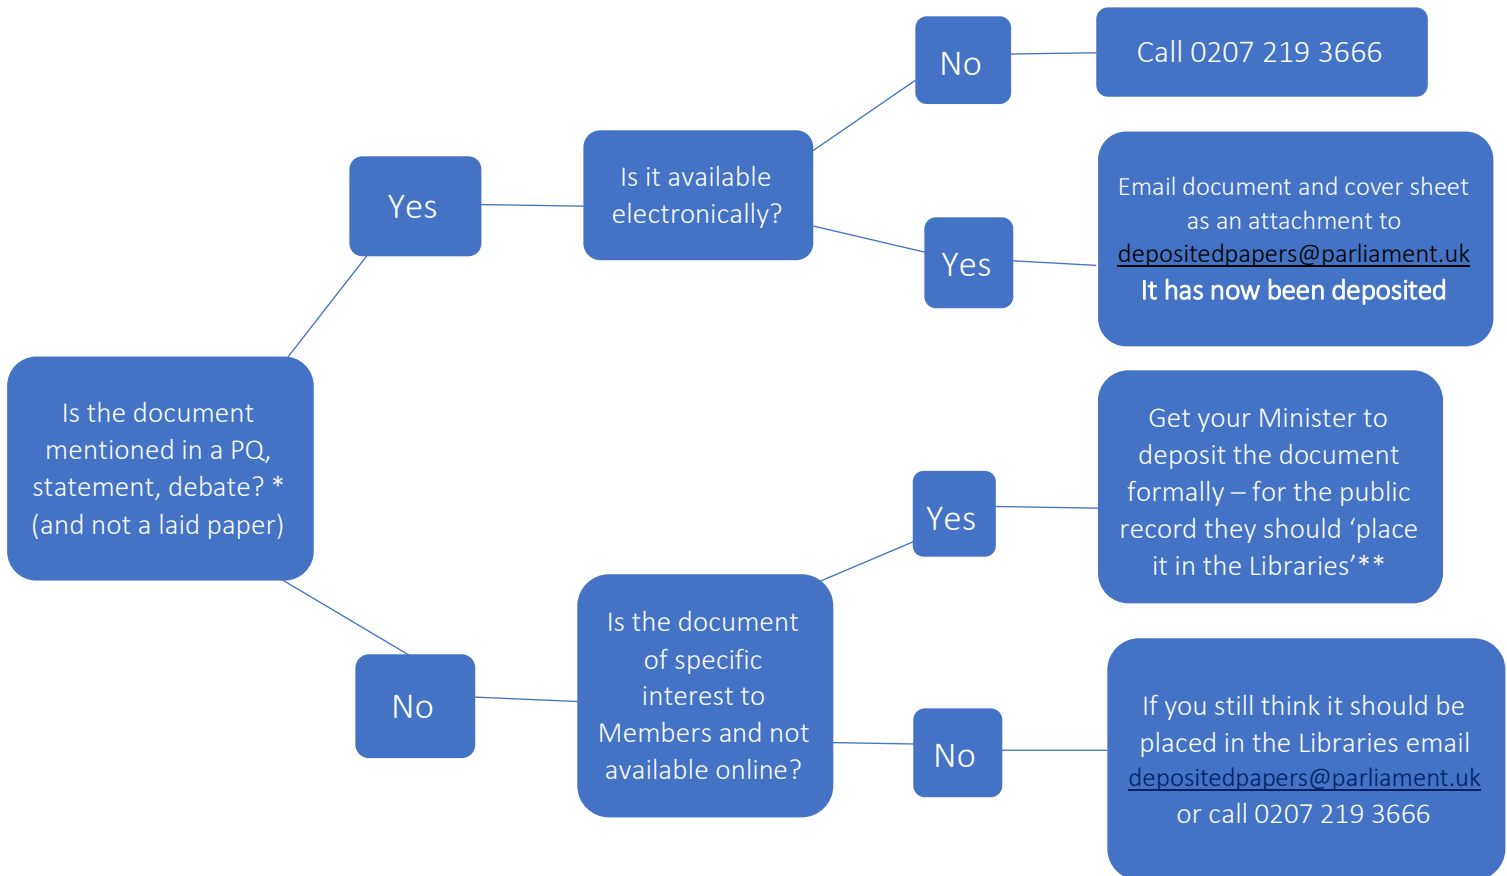 No
Call 0207 219 3666
Yes
Is it available
electronically?
Yes
Email document and cover sheet
as an attachment to
depositedpapers@parliament.uk
It has now been deposited
Is the document
mentioned in a PQ,
statement, debate? *
(and not a laid paper)
No
Is the document
of specific
interest to
Members and not
available online?
Yes
Get your Minister to
deposit the document
formally – for the public
record they should ‘place
it in the Libraries’**
No
If you still think it should be
placed in the Libraries email
depositedpapers@parliament.uk
or call 0207 219 3666